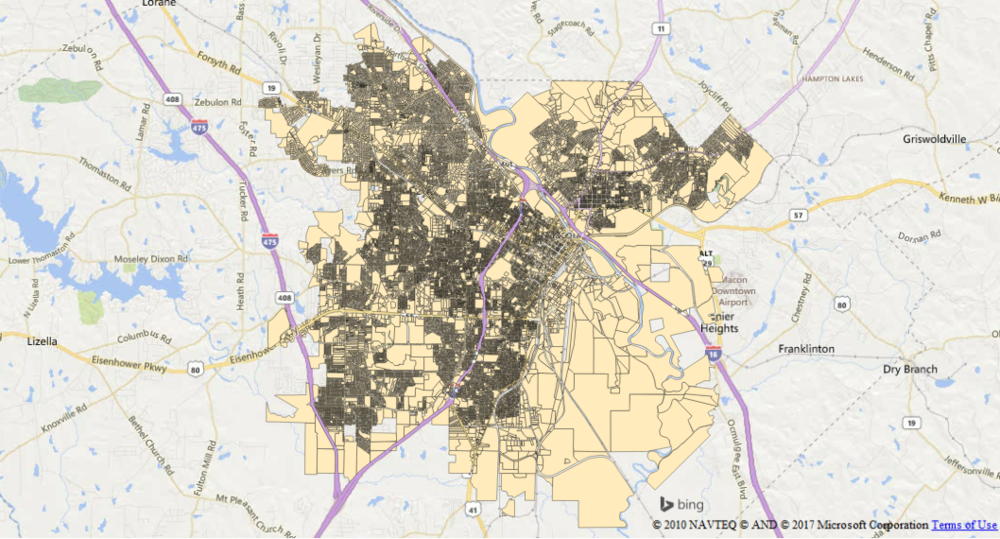 Lorane
Zebulon Rd
Bass
Rivoli Dr
Wesleyan Dr
Forsyth Rd
Riverside Dr
Stagecoach Rd
11
Joycliff Rd
Henderson Rd
Pitts Chapel Rd
HAMPTON LAKES
19
408
Zebulon Rd
475
Lamar Rd
Foster Rd
Griswoldville
Thomaston Rd
Tucker Rd
Kenneth W
57
Dornan Rd
475
Lower Thomaston Rd
Moseley Dixon Rd
ALT
29
Macon
Downtown
Airport
N Lizella Rd
Heath Rd
408
Chestney Rd
80
nier
Heights
Columbus Rd
Lizella
Eisenhower Pkwy
80
Eisenhower
16
Franklinton
Dry Branch
Knoxville Rd
Bethel Church Rd
Fulton Mill Rd
19
Ocmulgee East Blvd
Jeffersonville Rd
Mt Pleasant Church Rd
41
bing
© 2010 NAVTEQ © AND © 2017 Microsoft Corporation Terms of Use